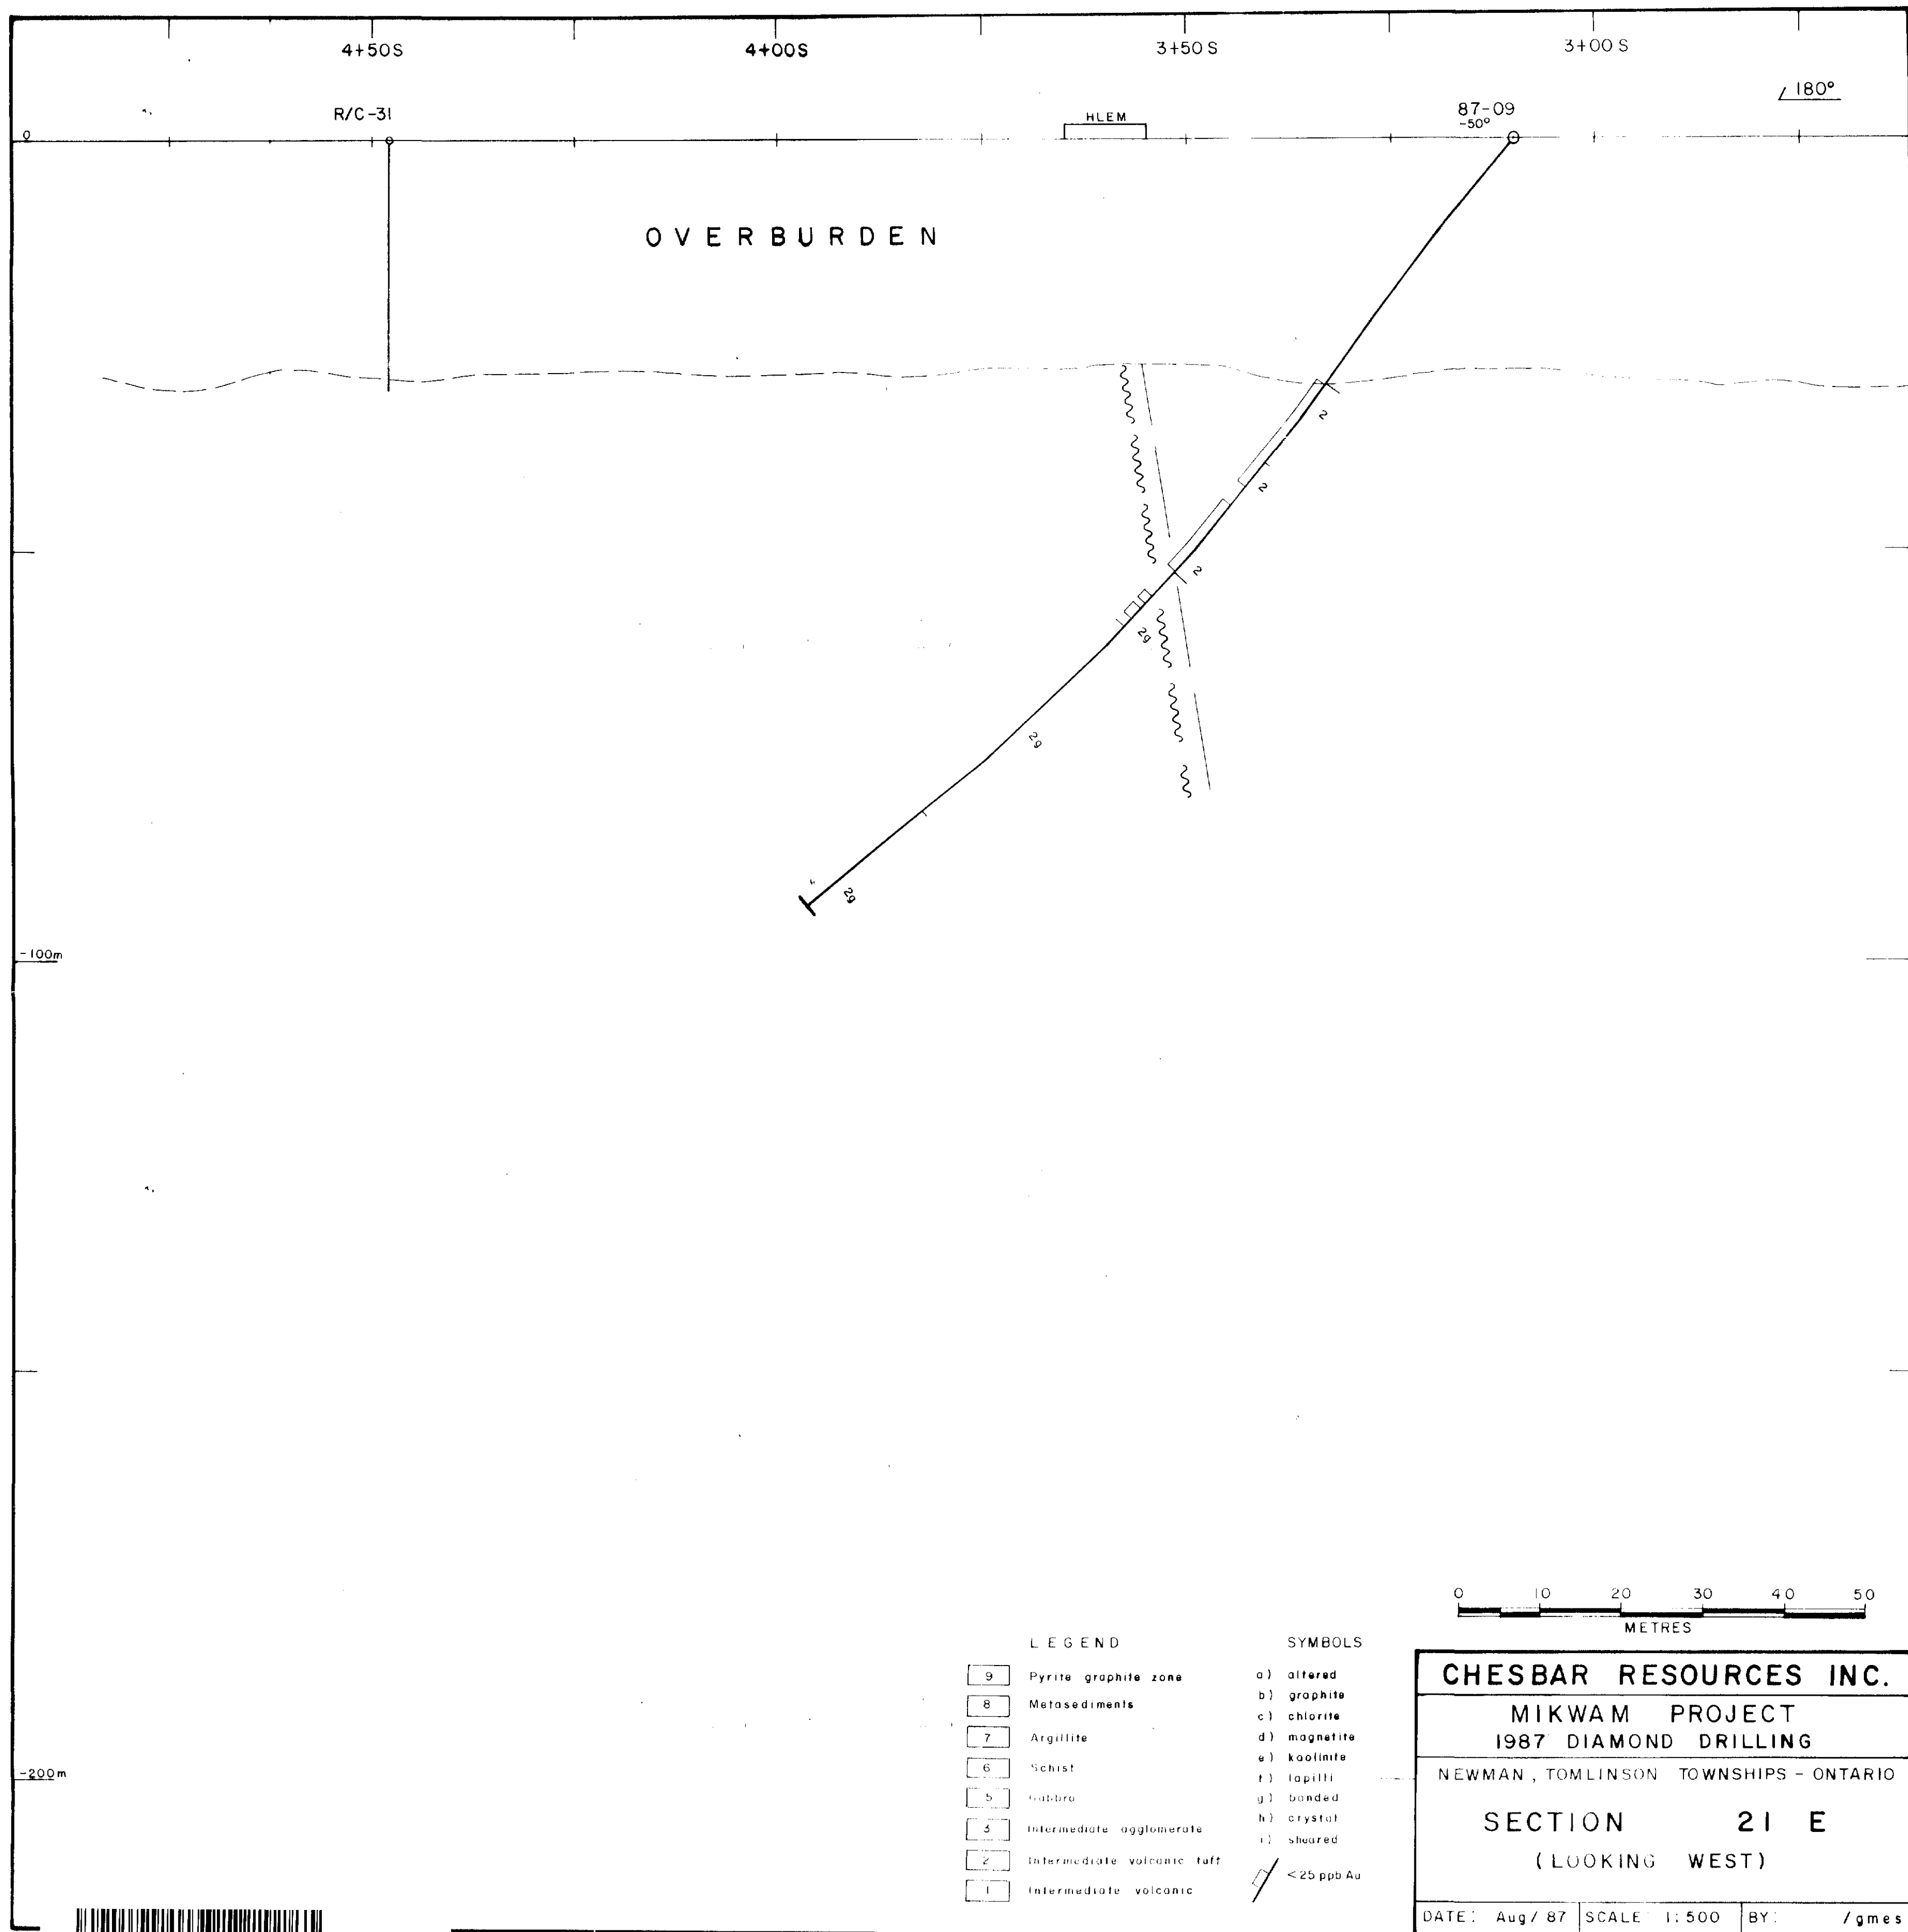 4+50S 4+00S 3+50S 3+00S
180°
R/C-31 HLEM 87-09
-50°
0
OVERBURDEN
2
2
2
2g
2g
2g
-100m
-200m
0 10 20 30 40 50
METRES
LEGEND
9 Pyrite graphite zone
8 Metasediments
7 Argillite
6 Schist
5 Gabbro
3 Intermediate agglomerate
2 Intermediate volcanic tuff
1 Intermediate volcanic
SYMBOLS
a) altered
b) graphite
c) chlorite
d) magnetite
e) kaolinite
f) lapilli
g) banded
h) crystal
i) sheared
<25 ppb Au
CHESBAR RESOURCES INC.
MIKWAM PROJECT
1987 DIAMOND DRILLING
NEWMAN, TOMLINSON TOWNSHIPS - ONTARIO
SECTION 21 E
(LOOKING WEST)
DATE: Aug/87 SCALE 1:500 BY: /gmes